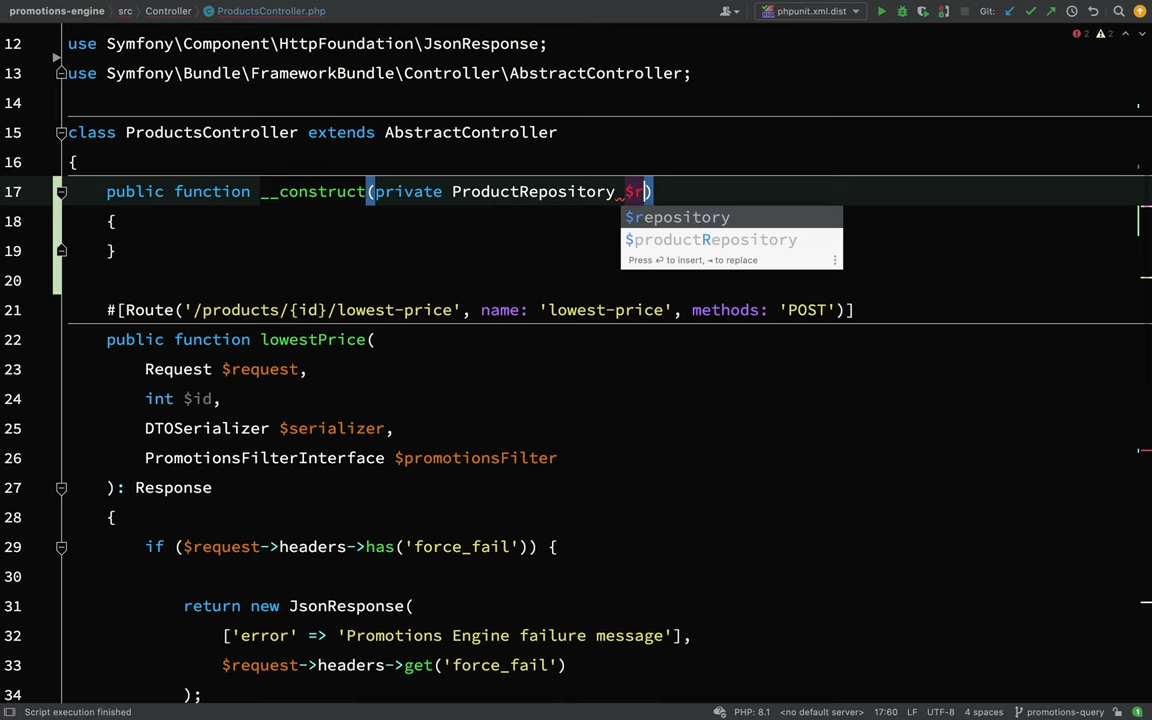 promotions-engine src Controller ProductsController.php phpunit.xml.dist Git:
2 2
12 use Symfony\Component\HttpFoundation\JsonResponse;
13 use Symfony\Bundle\FrameworkBundle\Controller\AbstractController;
14
15 class ProductsController extends AbstractController
16 {
17 public function __construct(private ProductRepository $r)
$repository
18 {
$productRepository
19 }
Press ⏎ to insert, ⇥ to replace
20
21 #[Route('/products/{id}/lowest-price', name: 'lowest-price', methods: 'POST')]
22 public function lowestPrice(
23 Request $request,
24 int $id,
25 DTOSerializer $serializer,
26 PromotionsFilterInterface $promotionsFilter
27 ): Response
28 {
29 if ($request->headers->has('force_fail')) {
30
31 return new JsonResponse(
32 ['error' => 'Promotions Engine failure message'],
33 $request->headers->get('force_fail')
34 );
Script execution finished PHP: 8.1 <no default server> 17:60 LF UTF-8 4 spaces promotions-query 1